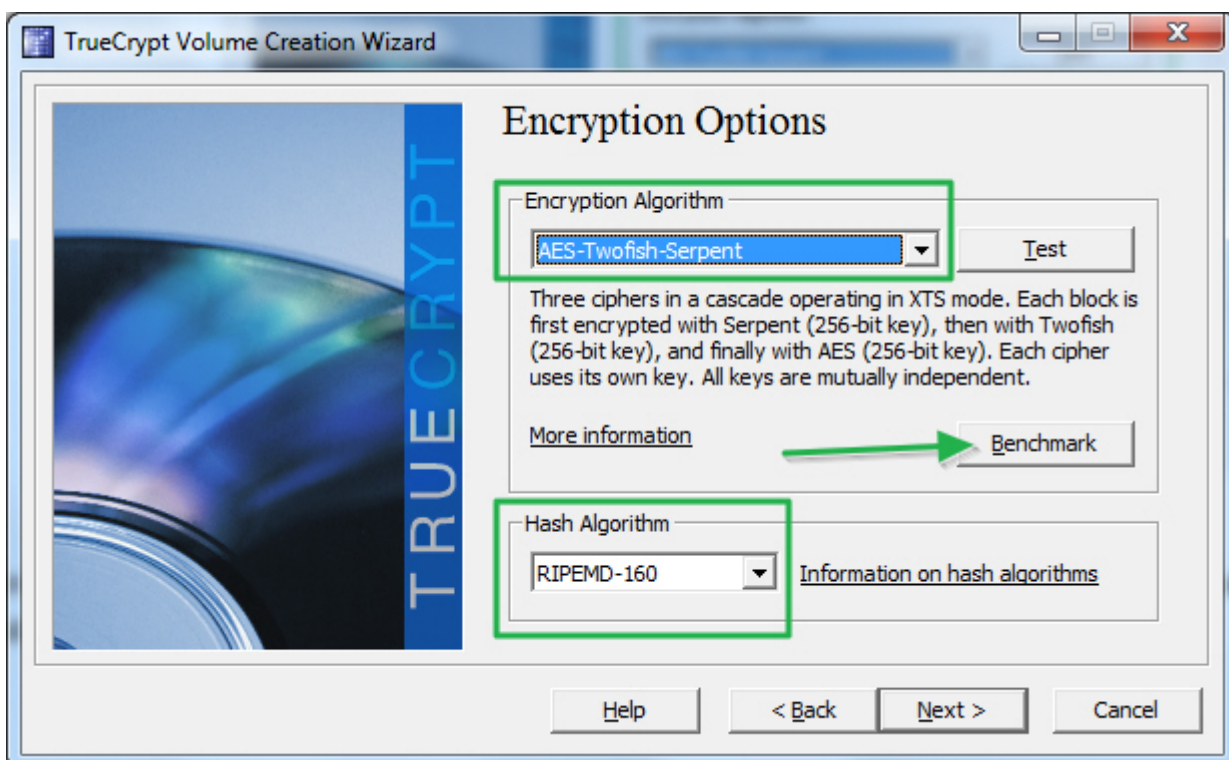 TrueCrypt Volume Creation Wizard
TRUECRYPT
Encryption Options
Encryption Algorithm
AES-Twofish-Serpent
Test
Three ciphers in a cascade operating in XTS mode. Each block is
first encrypted with Serpent (256-bit key), then with Twofish
(256-bit key), and finally with AES (256-bit key). Each cipher
uses its own key. All keys are mutually independent.
More information
Benchmark
Hash Algorithm
RIPEMD-160
Information on hash algorithms
Help
< Back
Next >
Cancel